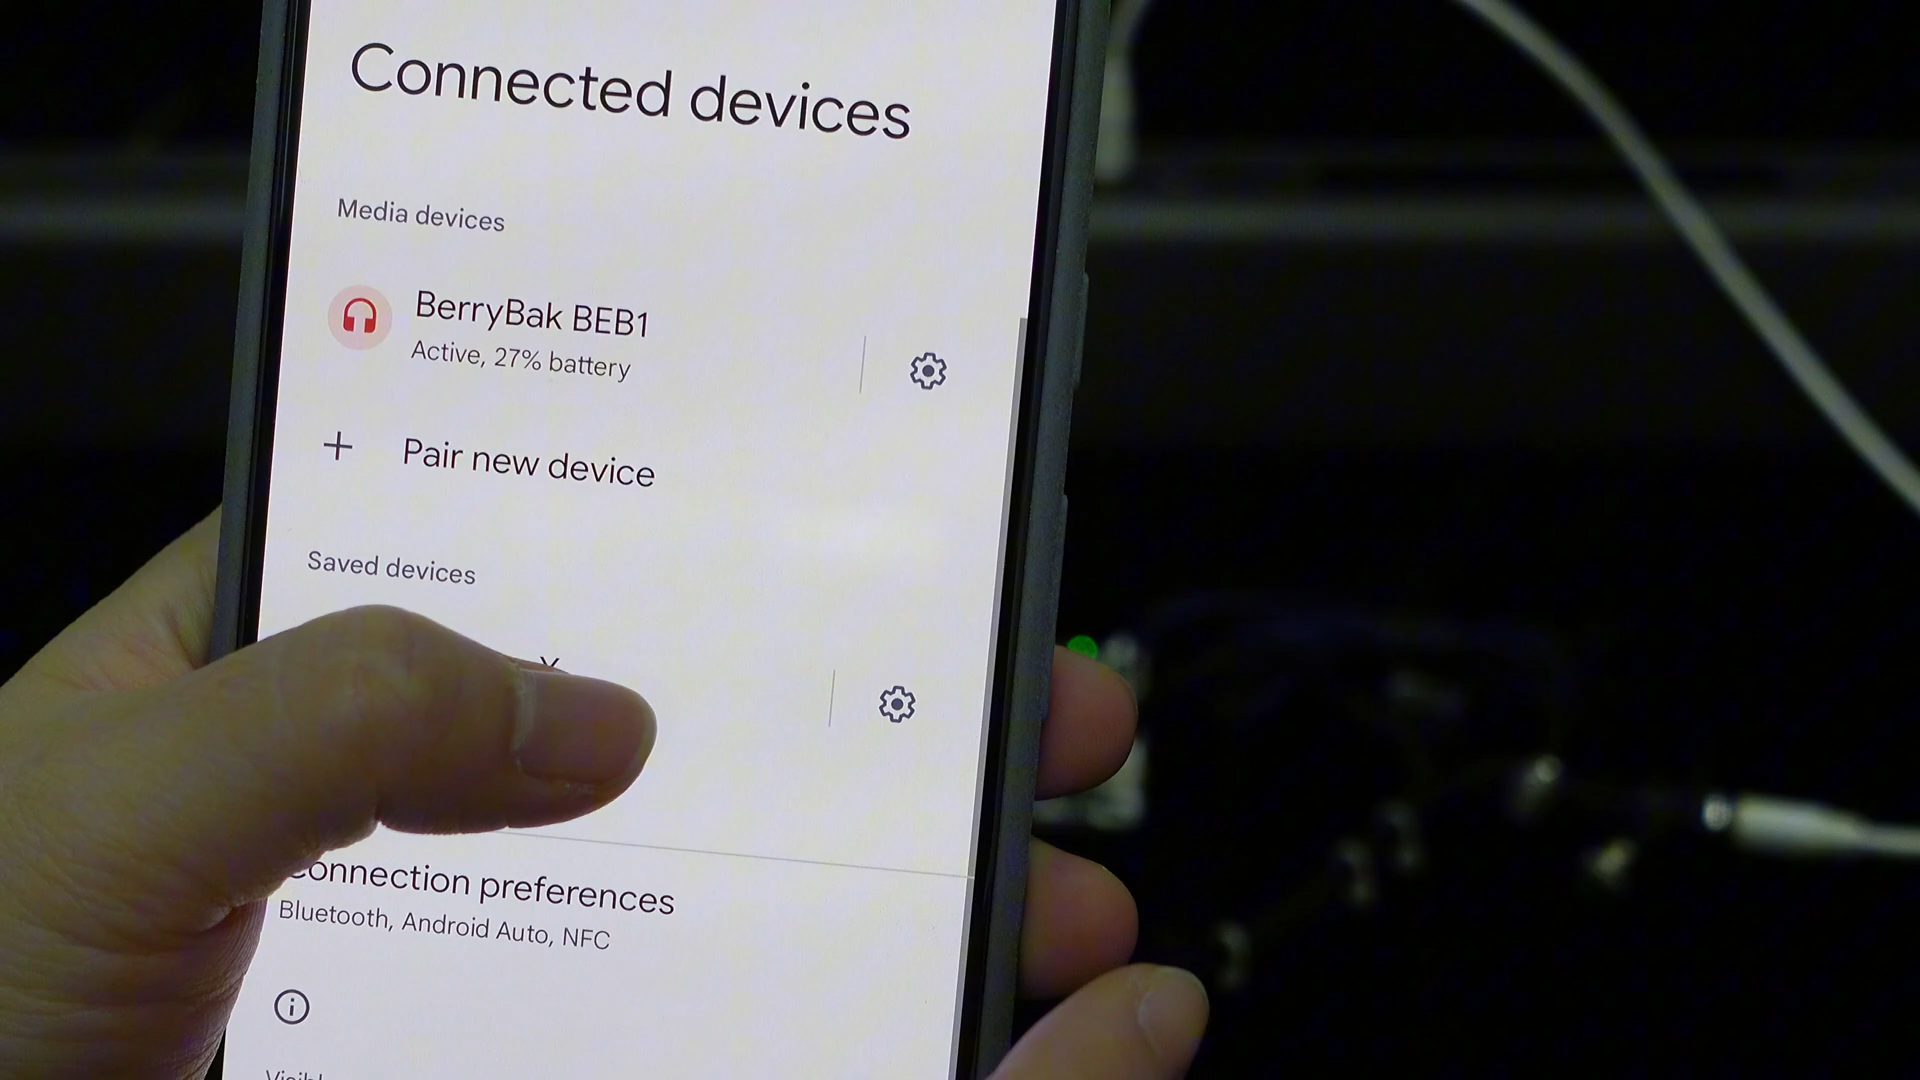 Connected devices
Media devices
BerryBak BEB1
Active, 27% battery
Pair new device
Saved devices
preferences
Bluetooth, Android Auto, NFC